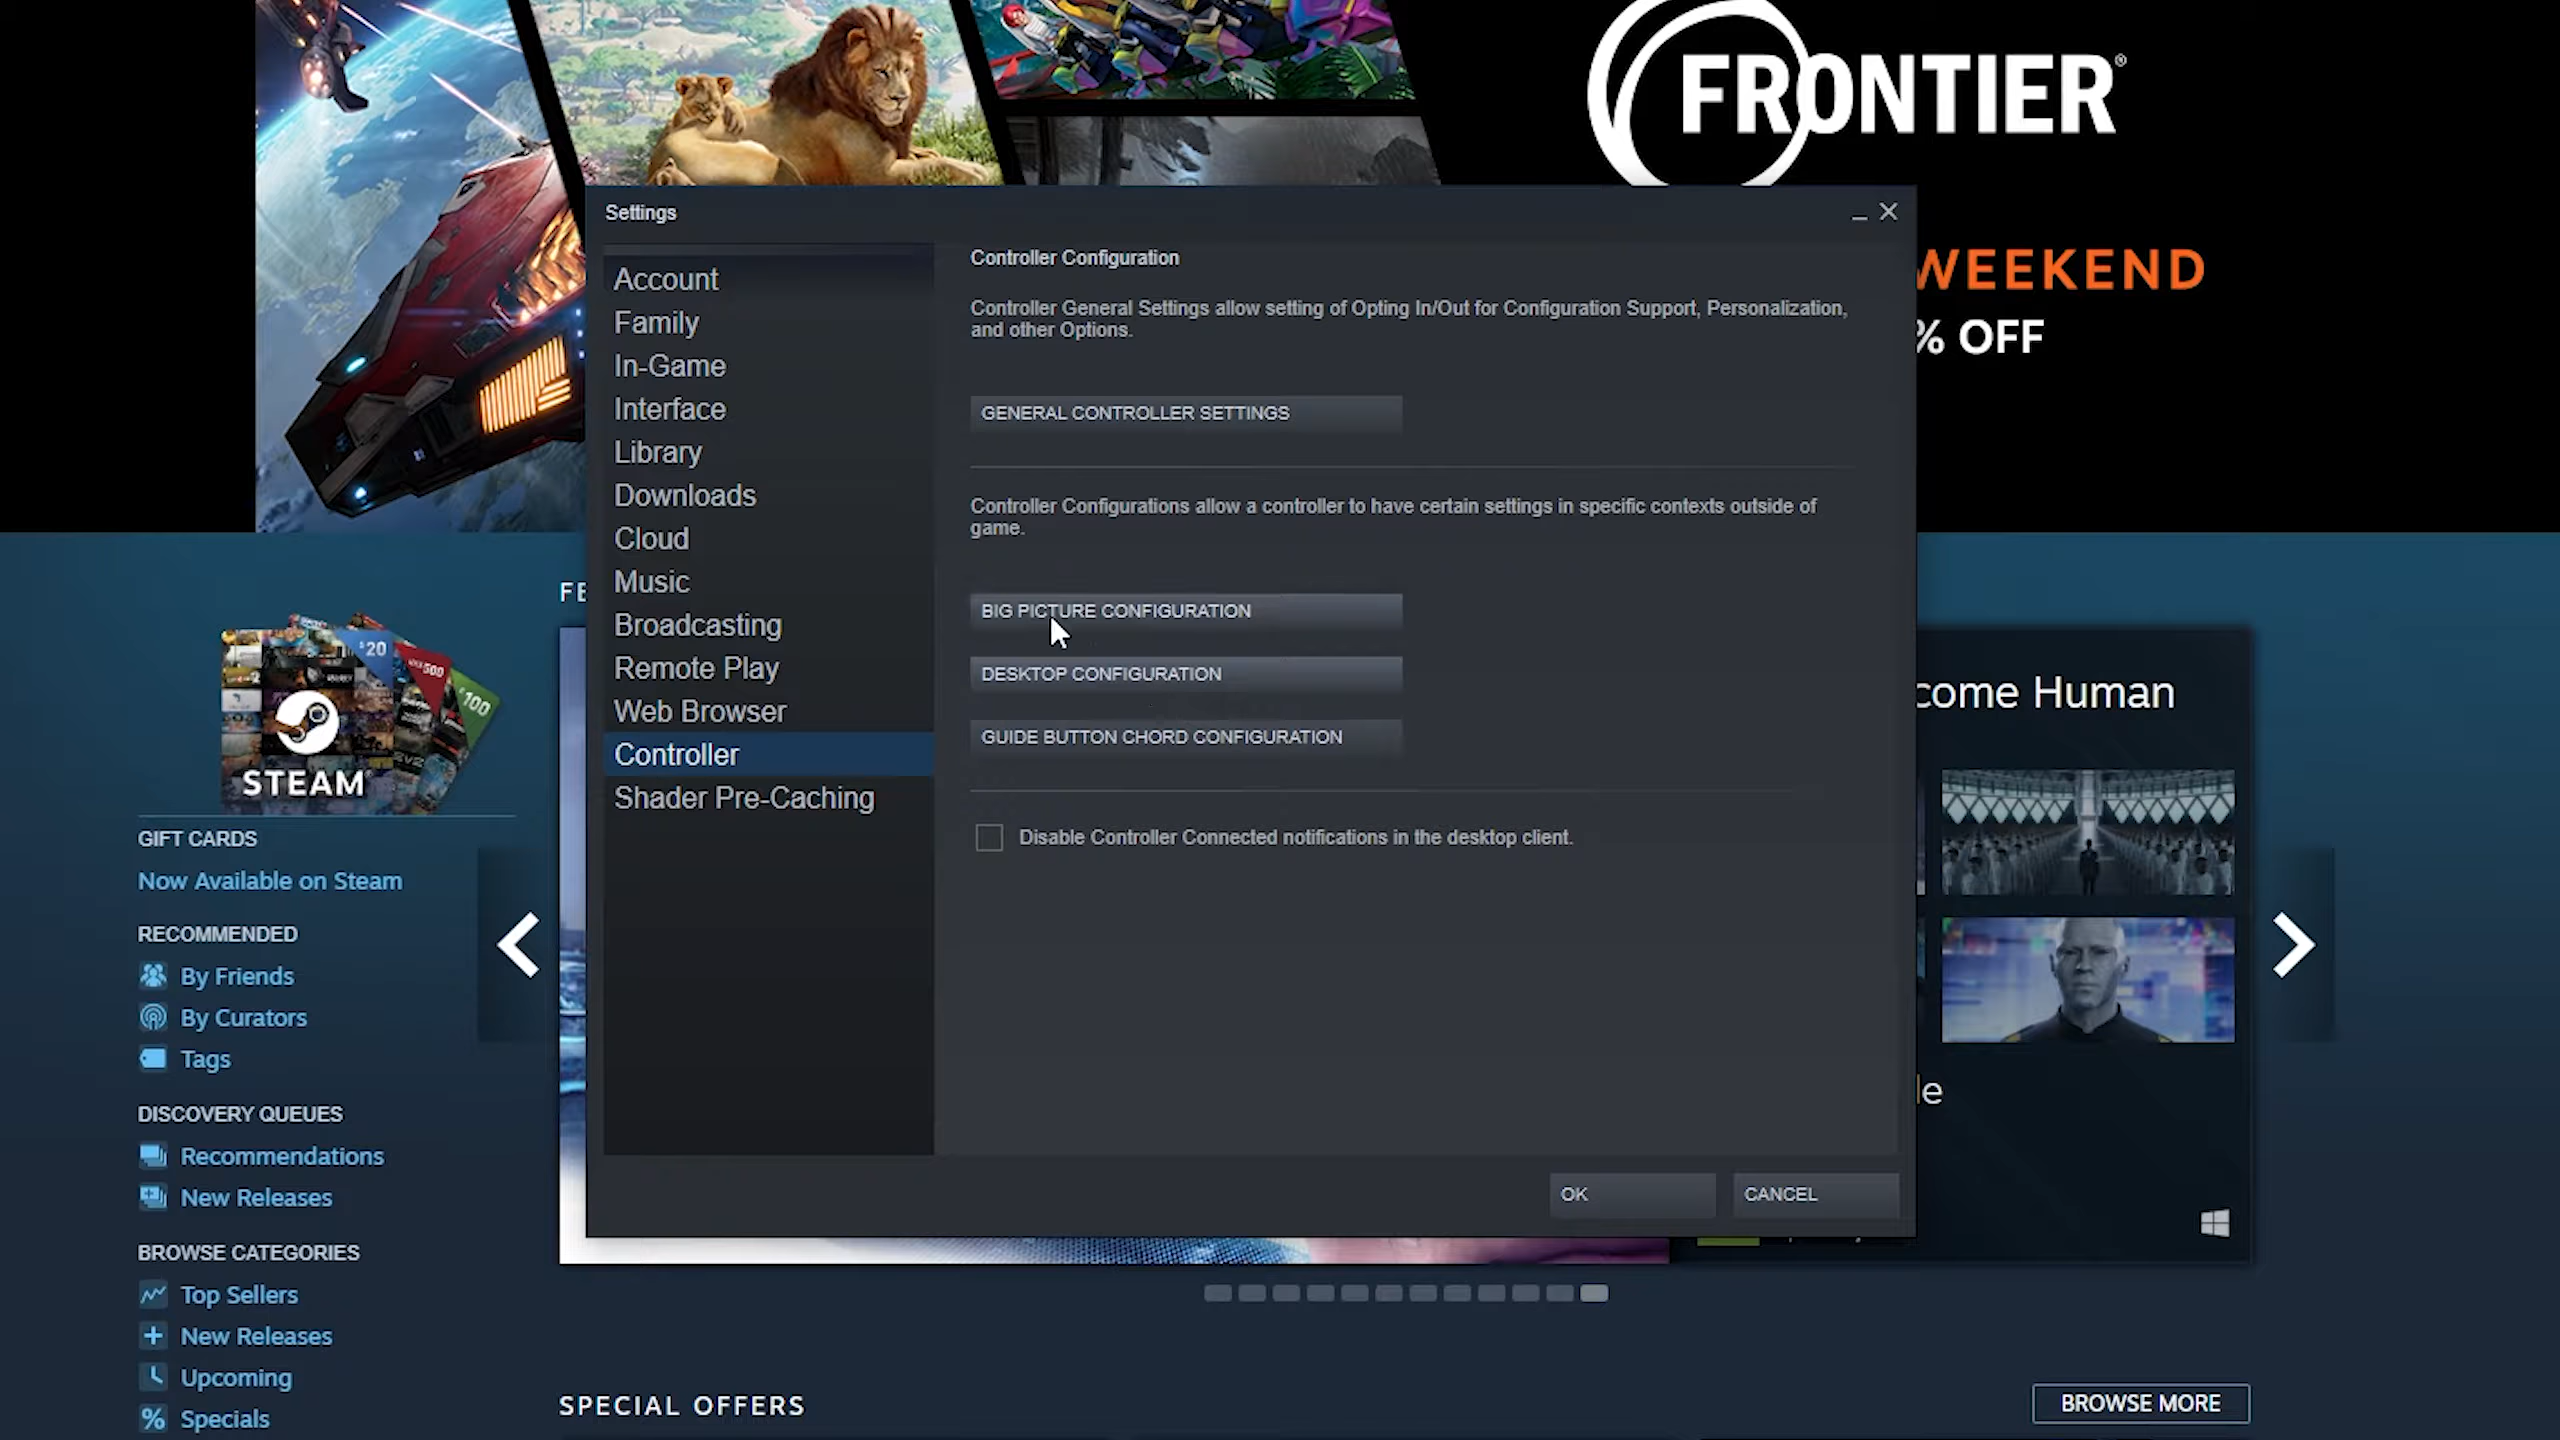 FRONTIER®
WEEKEND
% OFF
Settings
Account
Family
In-Game
Interface
Library
Downloads
Cloud
Music
Broadcasting
Remote Play
Web Browser
Controller
Shader Pre-Caching
Controller Configuration
Controller General Settings allow setting of Opting In/Out for Configuration Support, Personalization,
and other Options.
GENERAL CONTROLLER SETTINGS
Controller Configurations allow a controller to have certain settings in specific contexts outside of
game.
BIG PICTURE CONFIGURATION
DESKTOP CONFIGURATION
GUIDE BUTTON CHORD CONFIGURATION
Disable Controller Connected notifications in the desktop client.
OK
CANCEL
FE
come Human
le
$20
$100
STEAM
GIFT CARDS
Now Available on Steam
RECOMMENDED
By Friends
By Curators
Tags
DISCOVERY QUEUES
Recommendations
New Releases
BROWSE CATEGORIES
Top Sellers
New Releases
Upcoming
Specials
SPECIAL OFFERS
BROWSE MORE